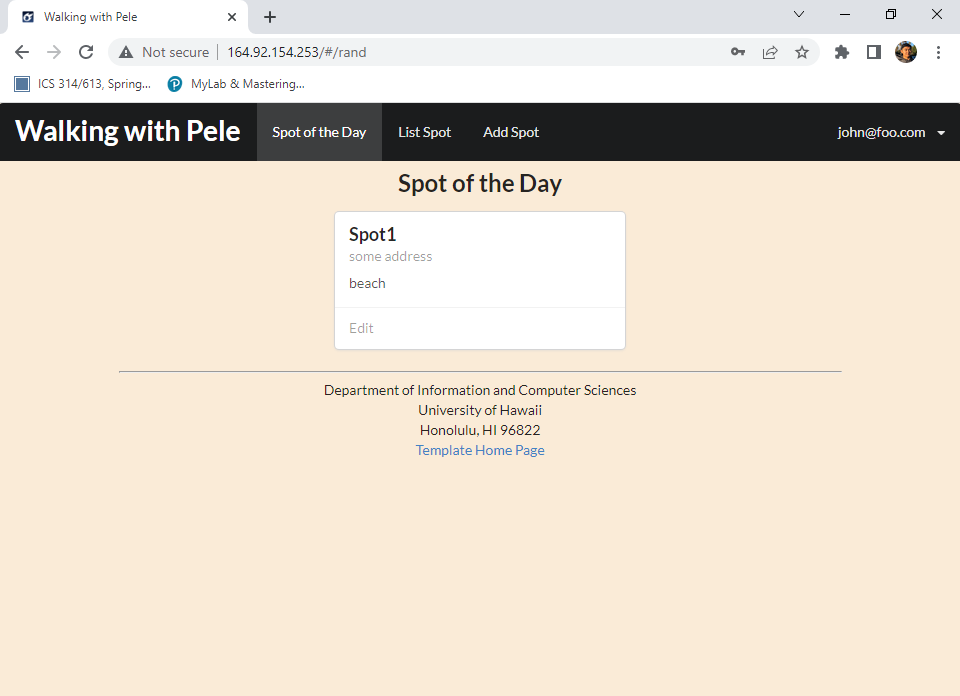 Walking with Pele
Not secure 164.92.154.253/#/rand
ICS 314/613, Spring... MyLab & Mastering...
Walking with Pele Spot of the Day List Spot Add Spot john@foo.com
Spot of the Day
Spot1
some address
beach
Edit
Department of Information and Computer Sciences
University of Hawaii
Honolulu, HI 96822
Template Home Page